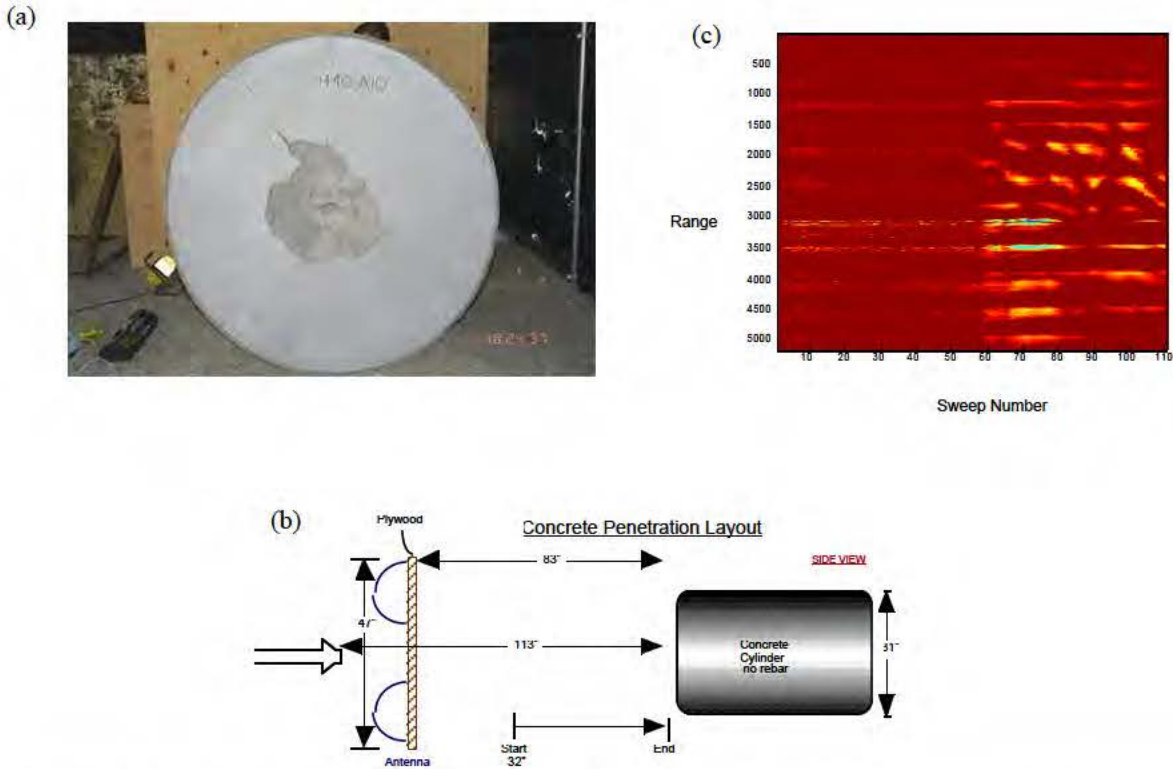 (a)
H40 A10
(c)
500
1000
1500
2000
2500
3000
3500
4000
4500
5000
Range
10 20 30 40 50 60 70 80 90 100 110
Sweep Number
(b)
Plywood
Concrete Penetration Layout
83"
SIDE VIEW
47"
113"
Concrete
Cylinder
no rebar
Start
32"
End
Antenna